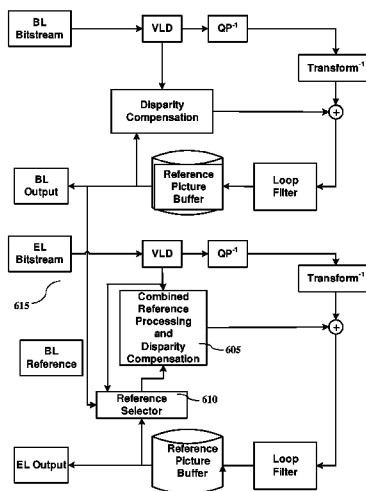 BL
Bitstream
VLD
QP-1
Transform-1
Disparity
Compensation
+
BL
Output
Reference
Picture
Buffer
Loop
Filter
EL
Bitstream
VLD
QP-1
615
Transform-1
Combined
Reference
Processing
and
Disparity
Compensation
605
+
BL
Reference
Reference
Selector
610
EL Output
Reference
Picture
Buffer
Loop
Filter